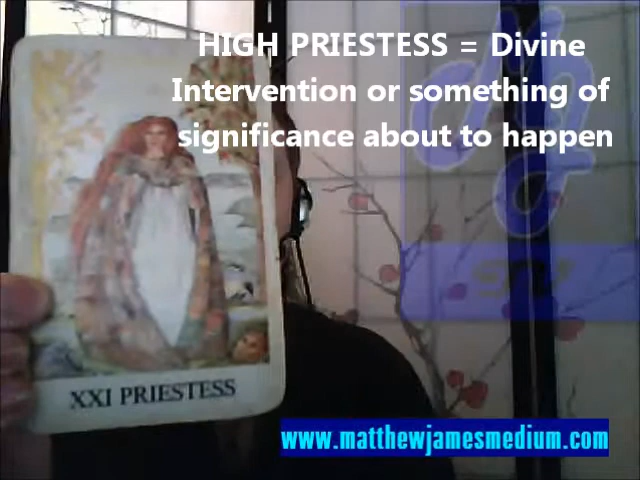 HIGH PRIESTESS = Divine
Intervention or something of
significance about to happen
XXI PRIESTESS
www.matthewjamesmedium.com